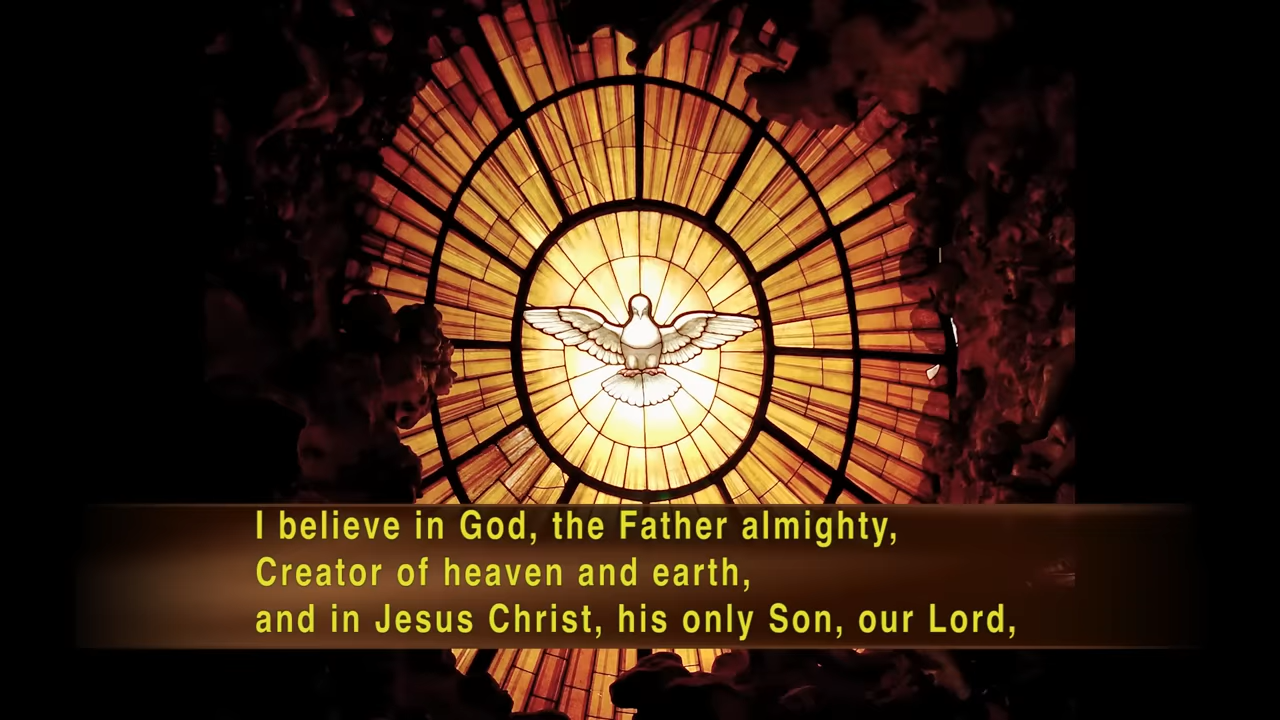 I believe in God, the Father almighty,
Creator of heaven and earth,
and in Jesus Christ, his only Son, our Lord,